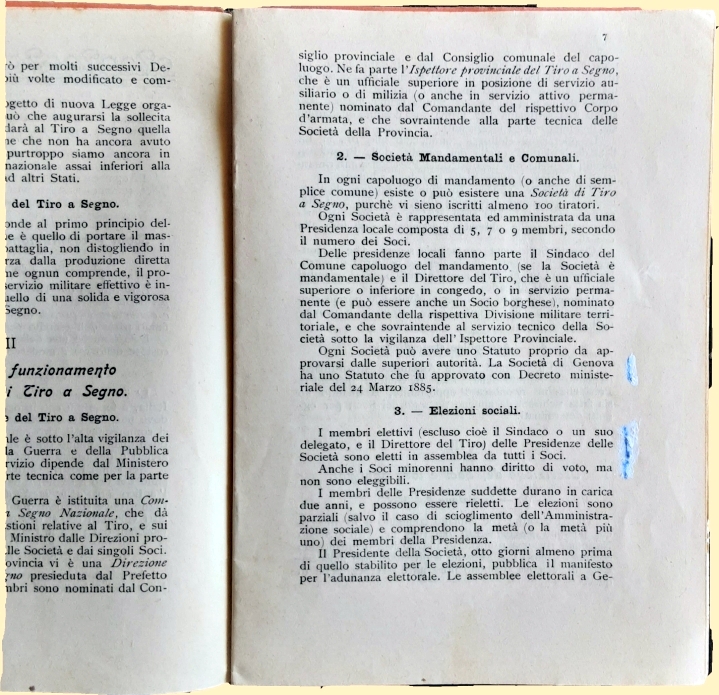 rò per molti successivi De-
più volte modificato e com-
ogetto di nuova Legge orga-
uò che augurarsi la sollecita
darà al Tiro a Segno quella
ne che non ha ancora avuto
purtroppo siamo ancora in
nazionale assai inferiori alla
ad altri Stati.
del Tiro a Segno.
onde al primo principio del-
e è quello di portare il mas-
battaglia, non distogliendo in
rza dalla produzione diretta
ne ognun comprende, il pro-
servizio militare effettivo è in-
uello di una solida e vigorosa
Segno.
II
funzionamento
i Tiro a Segno.
e del Tiro a Segno.
ale è sotto l'alta vigilanza dei
la Guerra e della Pubblica
rvizio dipende dal Ministero
rte tecnica come per la parte
Guerra è istituita una Com-
a Segno Nazionale, che dà
stioni relative al Tiro, e sui
Ministro dalle Direzioni pro-
lle Società e dai singoli Soci.
ovincia vi è una Direzione
gno presieduta dal Prefetto
mbri sono nominati dal Con-
7
siglio provinciale e dal Consiglio comunale del capo-
luogo. Ne fa parte l'Ispettore provinciale del Tiro a Segno,
che è un ufficiale superiore in posizione di servizio au-
siliario o di milizia (o anche in servizio attivo perma-
nente) nominato dal Comandante del rispettivo Corpo
d'armata, e che sovraintende alla parte tecnica delle
Società della Provincia.
2. — Società Mandamentali e Comunali.
In ogni capoluogo di mandamento (o anche di sem-
plice comune) esiste o può esistere una Società di Tiro
a Segno, purchè vi sieno iscritti almeno 100 tiratori.
Ogni Società è rappresentata ed amministrata da una
Presidenza locale composta di 5, 7 o 9 membri, secondo
il numero dei Soci.
Delle presidenze locali fanno parte il Sindaco del
Comune capoluogo del mandamento (se la Società è
mandamentale) e il Direttore del Tiro, che è un ufficiale
superiore o inferiore in congedo, o in servizio perma-
nente (e può essere anche un Socio borghese), nominato
dal Comandante della rispettiva Divisione militare terri-
toriale, e che sovraintende al servizio tecnico della So-
cietà sotto la vigilanza dell' Ispettore Provinciale.
Ogni Società può avere uno Statuto proprio da ap-
provarsi dalle superiori autorità. La Società di Genova
ha uno Statuto che fu approvato con Decreto ministe-
riale del 24 Marzo 1885.
3. — Elezioni sociali.
I membri elettivi (escluso cioè il Sindaco o un suo
delegato, e il Direttore del Tiro) delle Presidenze delle
Società sono eletti in assemblea da tutti i Soci.
Anche i Soci minorenni hanno diritto di voto, ma
non sono eleggibili.
I membri delle Presidenze suddette durano in carica
due anni, e possono essere rieletti. Le elezioni sono
parziali (salvo il caso di scioglimento dell'Amministra-
zione sociale) e comprendono la metà (o la metà più
uno) dei membri della Presidenza.
Il Presidente della Società, otto giorni almeno prima
di quello stabilito per le elezioni, pubblica il manifesto
per l'adunanza elettorale. Le assemblee elettorali a Ge-